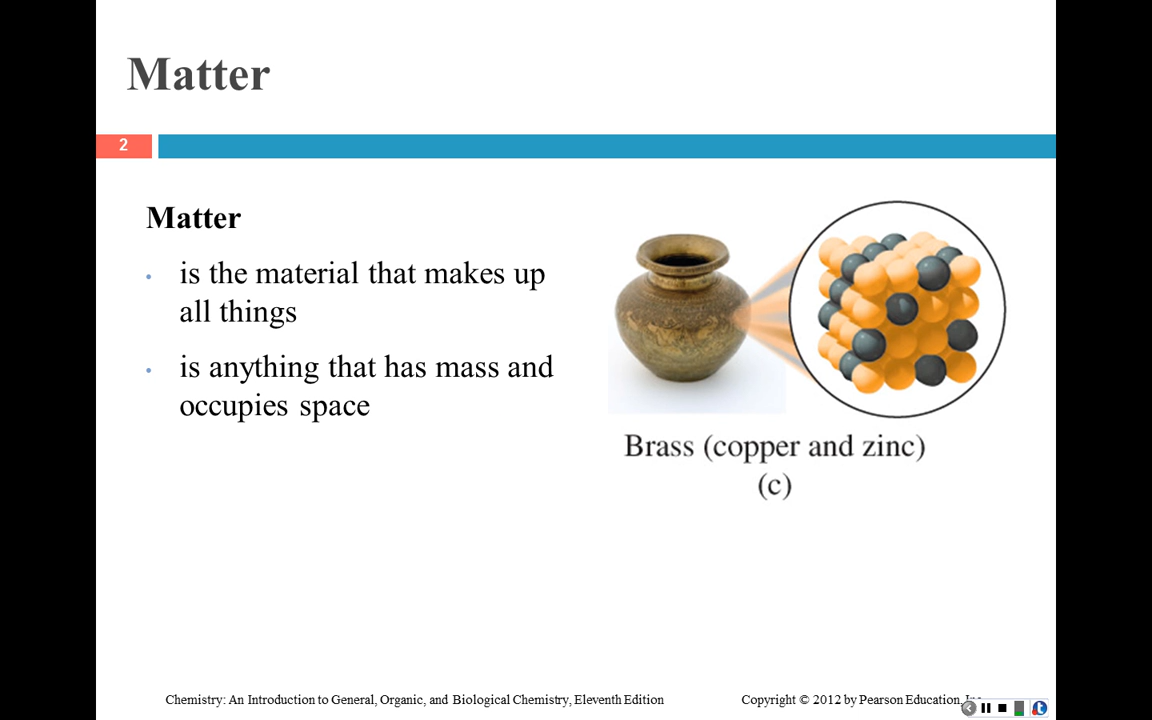 Matter
2
Matter
• is the material that makes up
all things
• is anything that has mass and
occupies space
Brass (copper and zinc)
(c)
Chemistry: An Introduction to General, Organic, and Biological Chemistry, Eleventh Edition
Copyright © 2012 by Pearson Education,